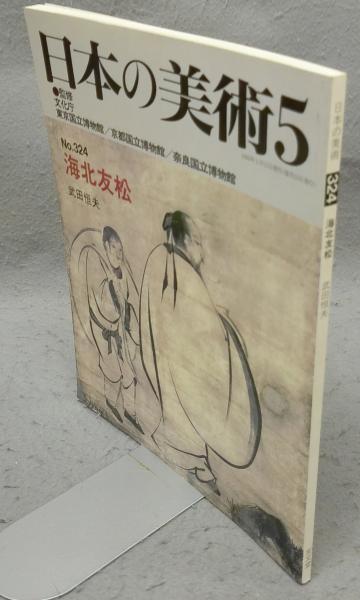 日本の美術5
●監修
文化庁
東京国立博物館／京都国立博物館／奈良国立博物館
No.324
海北友松
武田恒夫
日本の美術 324 海北友松 武田恒夫